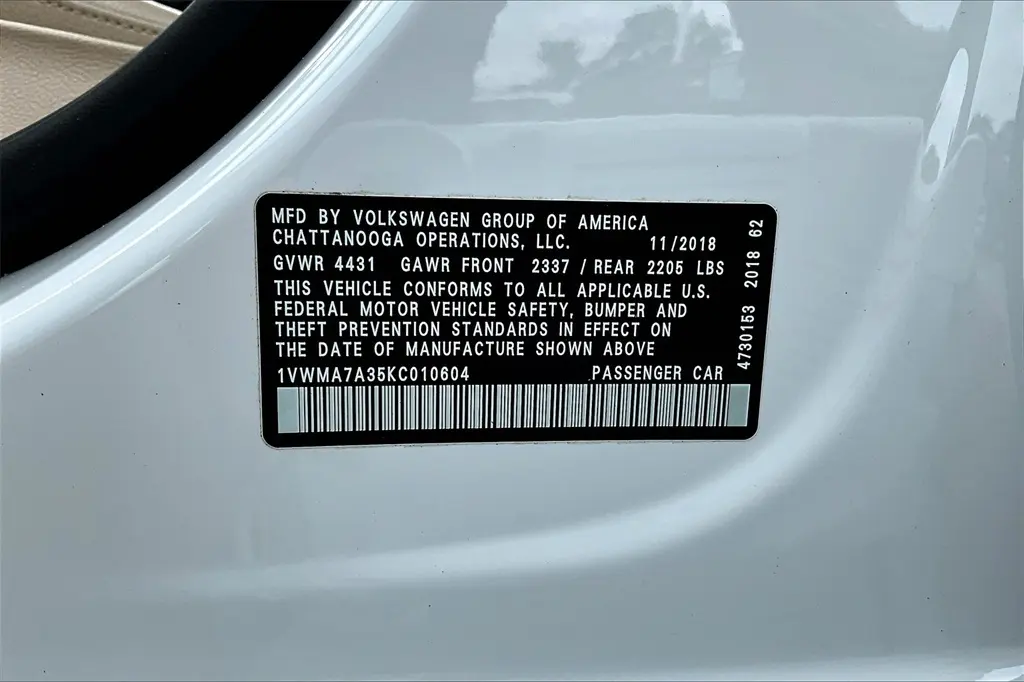 MFD BY VOLKSWAGEN GROUP OF AMERICA
CHATTANOOGA OPERATIONS, LLC. 11/2018
GVWR 4431 GAWR FRONT 2337 / REAR 2205 LBS
THIS VEHICLE CONFORMS TO ALL APPLICABLE U.S.
FEDERAL MOTOR VEHICLE SAFETY, BUMPER AND
THEFT PREVENTION STANDARDS IN EFFECT ON
THE DATE OF MANUFACTURE SHOWN ABOVE
1VWMA7A35KC010604 PASSENGER CAR
4730153 2018 62